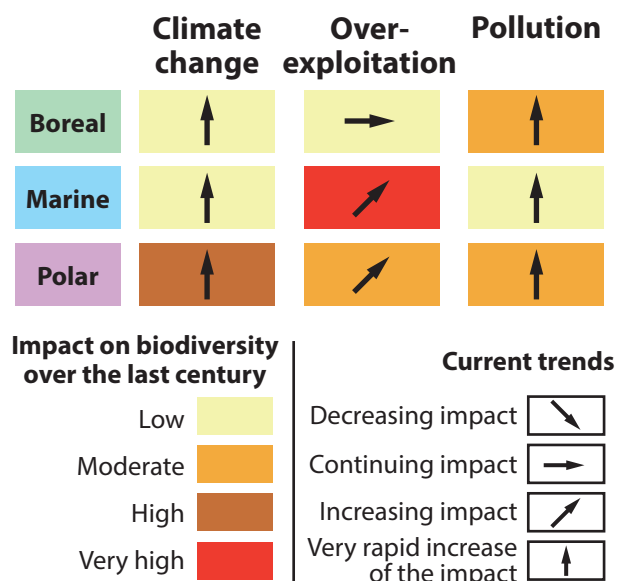 Climate change
Over-exploitation
Pollution
Boreal
Marine
Polar
Impact on biodiversity
over the last century
Low
Moderate
High
Very high
Current trends
Decreasing impact
Continuing impact
Increasing impact
Very rapid increase
of the impact